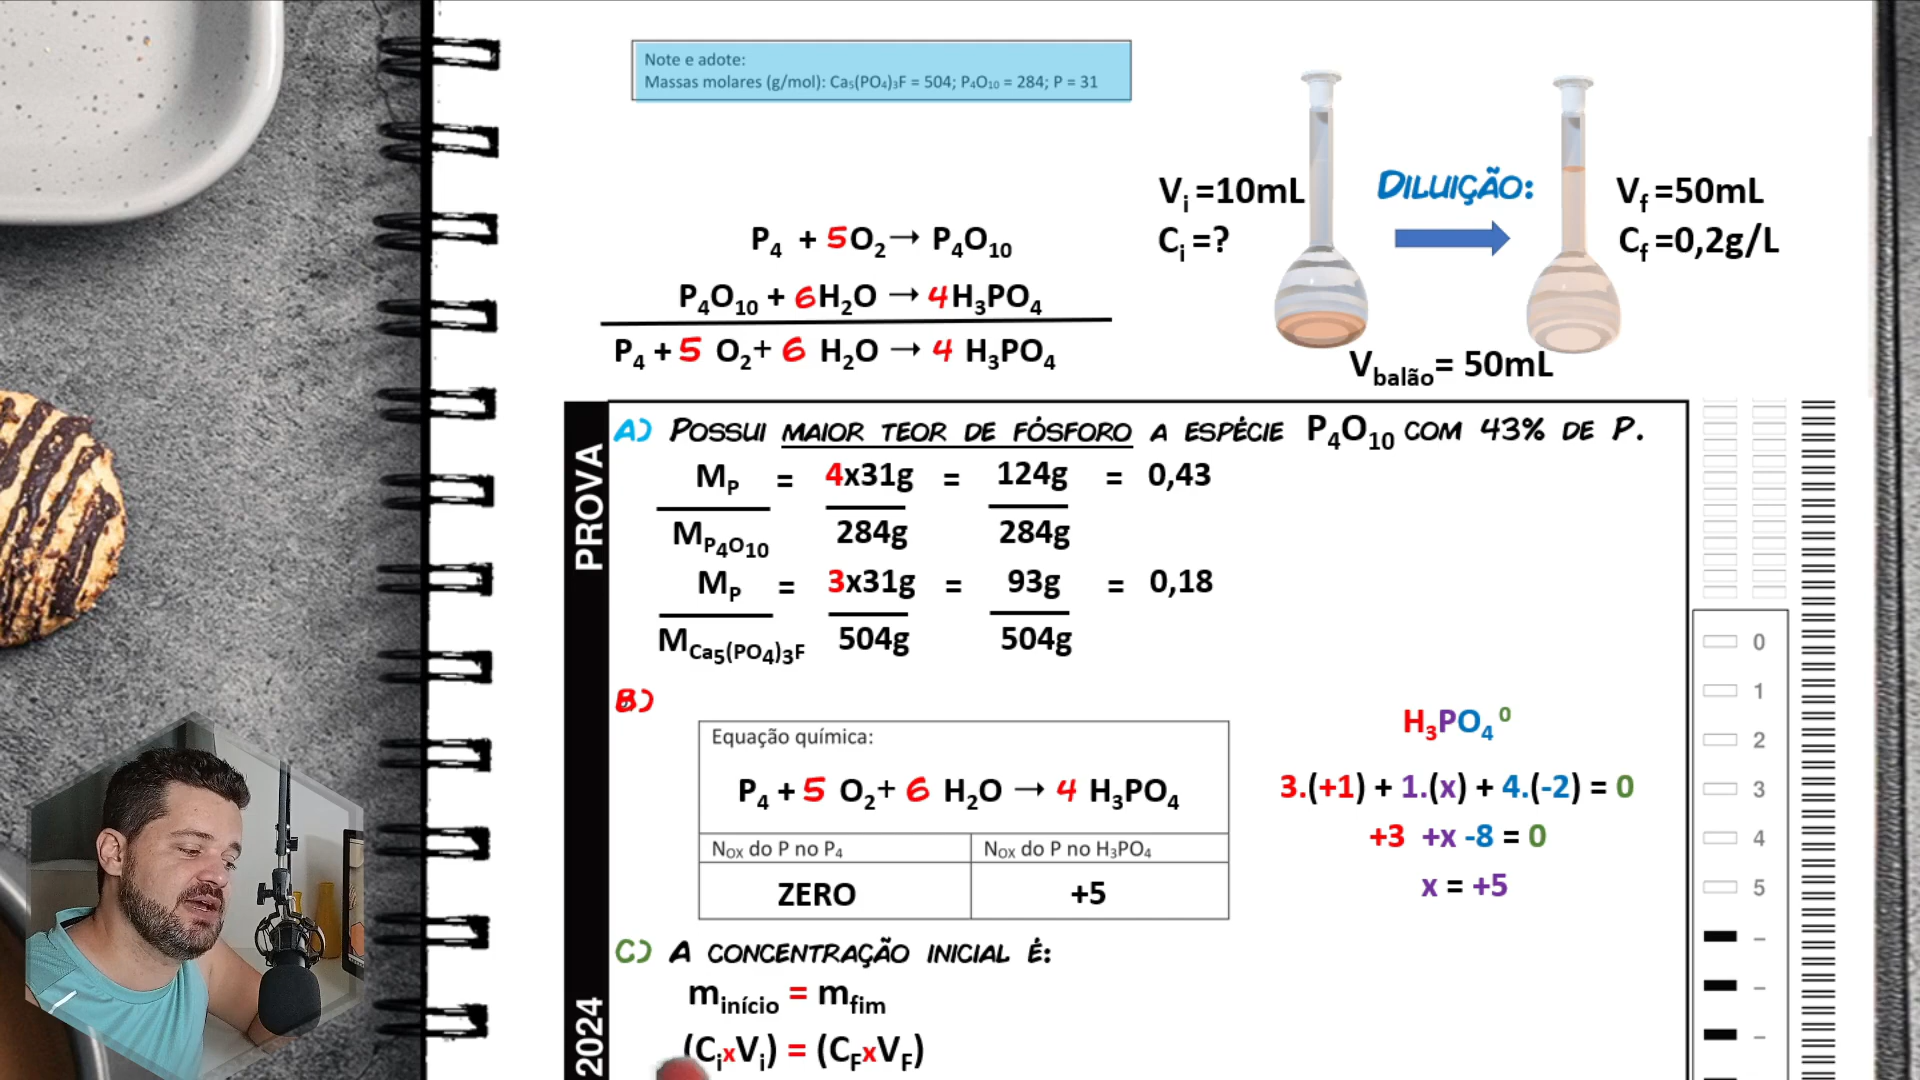 Note e adote:
Massas molares (g/mol): Ca₅(PO₄)₃F = 504; P₄O₁₀ = 284; P = 31
Vᵢ =10mL
DILUIÇÃO:
V_f =50mL
Cᵢ =?
C_f =0,2g/L
V_balão= 50mL
P₄ + 5O₂→ P₄O₁₀
P₄O₁₀ + 6H₂O → 4H₃PO₄
P₄ + 5 O₂+ 6 H₂O → 4 H₃PO₄
PROVA
A) POSSUI MAIOR TEOR DE FÓSFORO A ESPÉCIE P₄O₁₀ COM 43% DE P.
M_P = 4x31g = 124g = 0,43
M_P₄O₁₀ 284g 284g
M_P = 3x31g = 93g = 0,18
M_Ca₅(PO₄)₃F 504g 504g
B)
Equação química:
P₄ + 5 O₂+ 6 H₂O → 4 H₃PO₄
Nox do P no P₄
Nox do P no H₃PO₄
ZERO
+5
H₃PO₄⁰
3.(+1) + 1.(x) + 4.(-2) = 0
+3 +x -8 = 0
x = +5
C) A CONCENTRAÇÃO INICIAL É:
m_início = m_fim
(CᵢxVᵢ) = (C_FxV_F)
2024
0
1
2
3
4
5
–
–
–